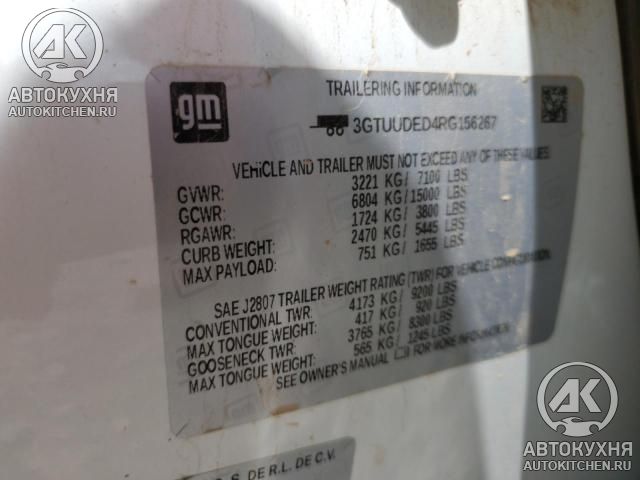 AK
АВТОКУХНЯ
AUTOKITCHEN.RU
gm
TRAILERING INFORMATION
3GTUUDED4RG156267
VEHICLE AND TRAILER MUST NOT EXCEED ANY OF THESE VALUES.
GVWR: 3221 KG/ 7100 LBS
GCWR: 6804 KG/15000 LBS
RGAWR: 1724 KG/ 3800 LBS
CURB WEIGHT: 2470 KG/ 5445 LBS
MAX PAYLOAD: 751 KG/ 1655 LBS
SAE J2807 TRAILER WEIGHT RATING (TWR) FOR VEHICLE CONFIGURATION.
CONVENTIONAL TWR: 4173 KG/ 9200 LBS
MAX TONGUE WEIGHT: 417 KG/ 920 LBS
GOOSENECK TWR: 3765 KG/ 8300 LBS
MAX TONGUE WEIGHT: 565 KG/ 1245 LBS
SEE OWNER'S MANUAL FOR MORE INFORMATION.
S. DE R.L. DE C.V.
AK
АВТОКУХНЯ
AUTOKITCHEN.RU